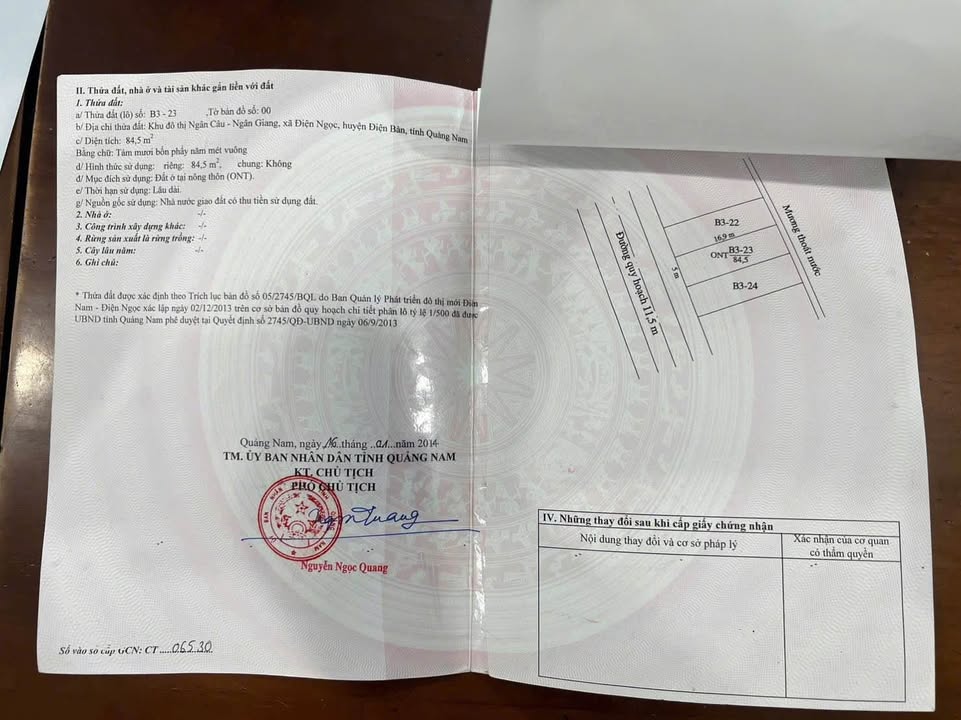 II. Thửa đất, nhà ở và tài sản khác gắn liền với đất
1. Thửa đất:
a/ Thửa đất (lô) số: B3 - 23 ,Tờ bản đồ số: 00
b/ Địa chỉ thửa đất: Khu đô thị Ngân Câu - Ngân Giang, xã Điện Ngọc, huyện Điện Bàn, tỉnh Quảng Nam
c/ Diện tích: 84,5 m²
Bằng chữ: Tám mươi bốn phẩy năm mét vuông
d/ Hình thức sử dụng: riêng: 84,5 m², chung: Không
đ/ Mục đích sử dụng: Đất ở tại nông thôn (ONT).
e/ Thời hạn sử dụng: Lâu dài.
g/ Nguồn gốc sử dụng: Nhà nước giao đất có thu tiền sử dụng đất.
2. Nhà ở: -/-
3. Công trình xây dựng khác: -/-
4. Rừng sản xuất là rừng trồng: -/-
5. Cây lâu năm: -/-
6. Ghi chú:
* Thửa đất được xác định theo Trích lục bản đồ số 05/2745/BQL do Ban Quản lý Phát triển đô thị mới Điện
Nam - Điện Ngọc xác lập ngày 02/12/2013 trên cơ sở bản đồ quy hoạch chi tiết phân lô tỷ lệ 1/500 đã được
UBND tỉnh Quảng Nam phê duyệt tại Quyết định số 2745/QĐ-UBND ngày 06/9/2013
Quảng Nam, ngày 16 tháng 01 năm 2014
TM. ỦY BAN NHÂN DÂN TỈNH QUẢNG NAM
KT. CHỦ TỊCH
PHÓ CHỦ TỊCH
Nguyễn Ngọc Quang
Số vào sổ cấp GCN: CT 06530
B3-22
16,9 m
B3-23
ONT
84,5
B3-24
5 m
Đường quy hoạch 11,5 m
Mương thoát nước
IV. Những thay đổi sau khi cấp giấy chứng nhận
Nội dung thay đổi và cơ sở pháp lý
Xác nhận của cơ quan
có thẩm quyền